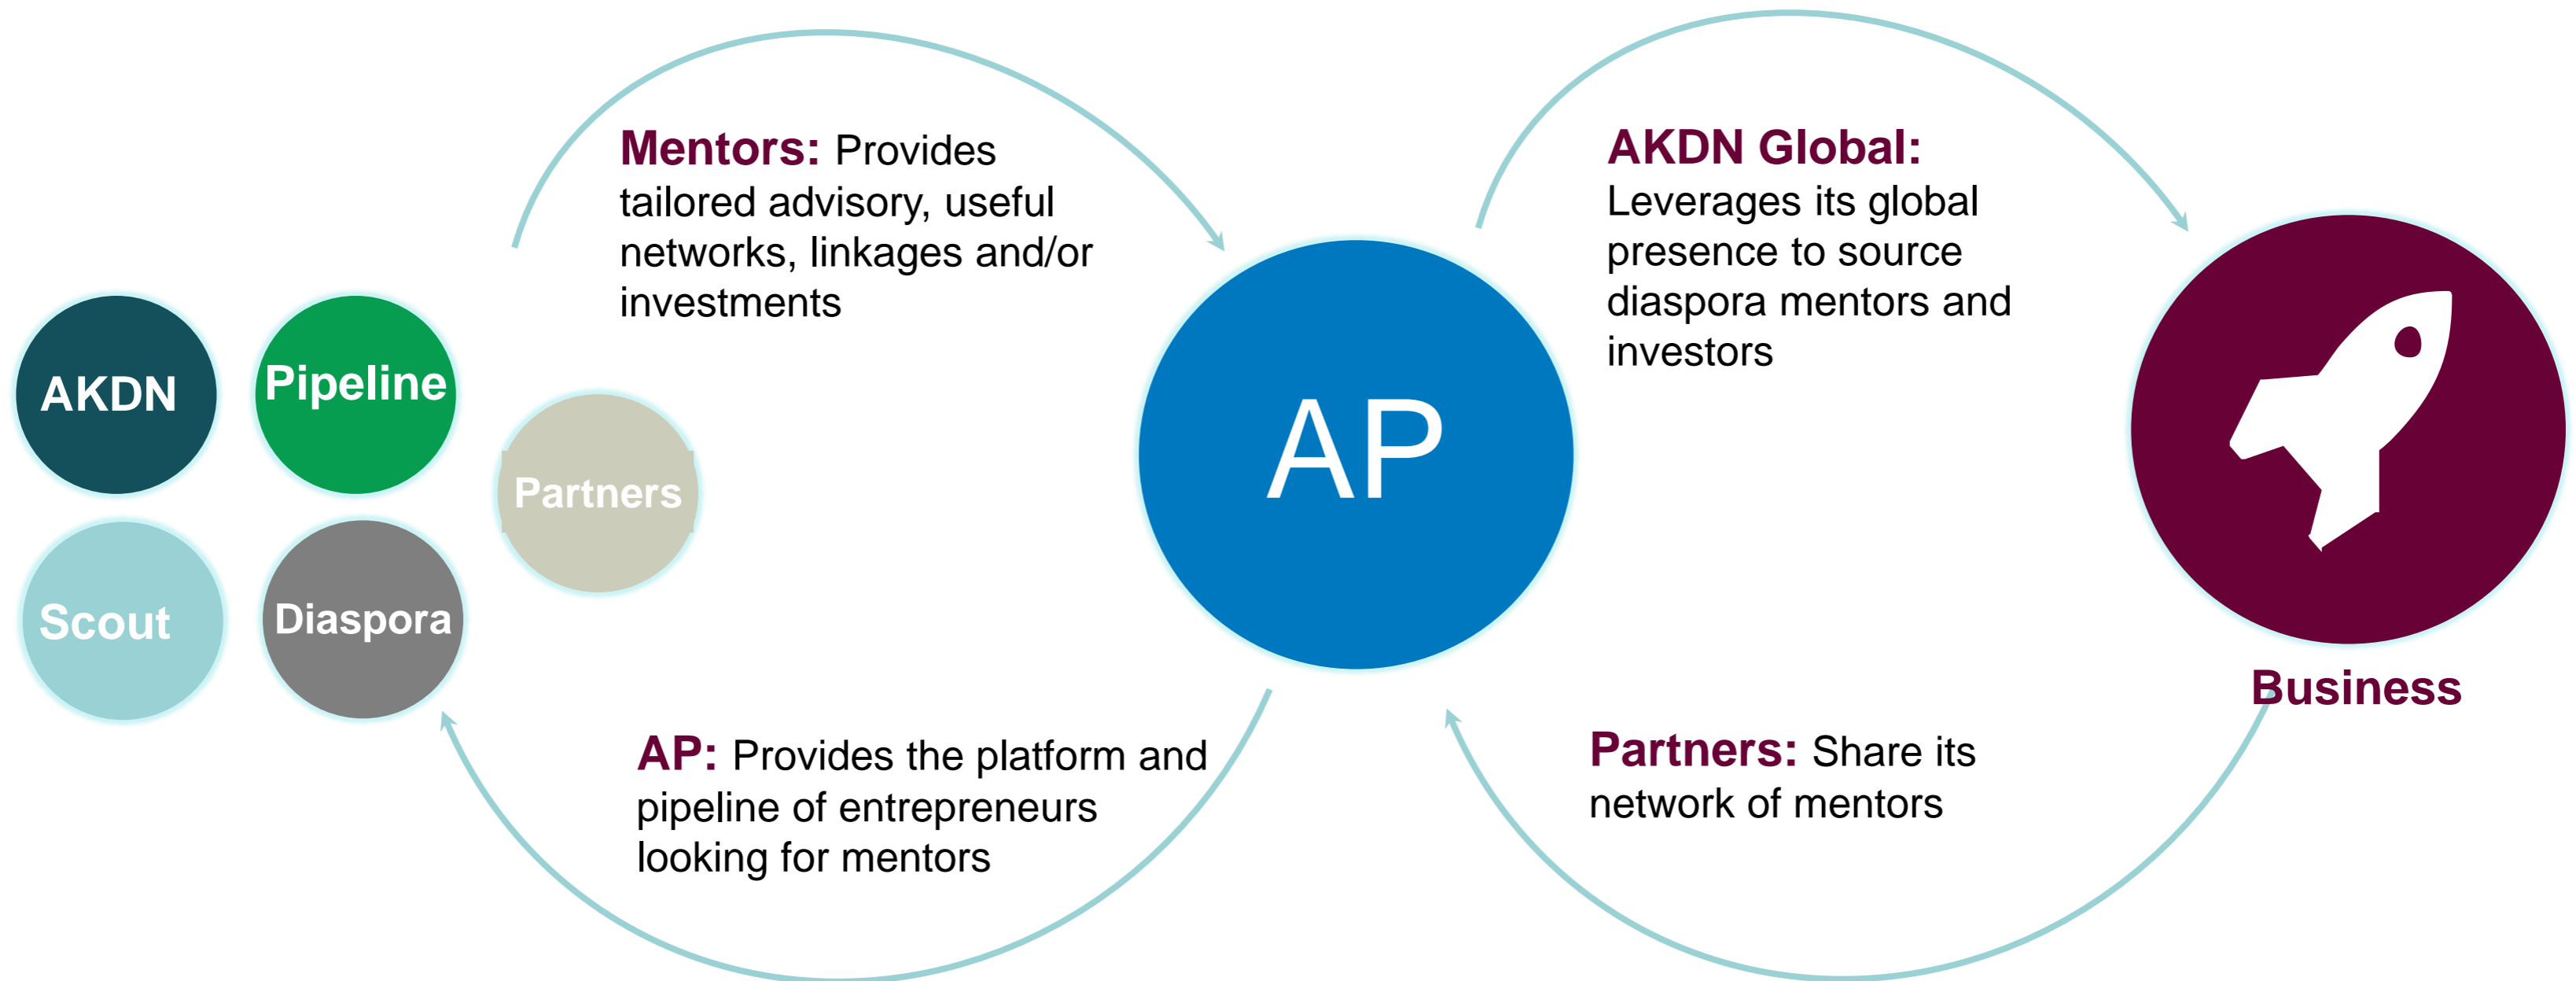 AKDN
Pipeline
Partners
Scout
Diaspora
Mentors: Provides
tailored advisory, useful
networks, linkages and/or
investments
AP: Provides the platform and
pipeline of entrepreneurs
looking for mentors
AP
AKDN Global:
Leverages its global
presence to source
diaspora mentors and
investors
Partners: Share its
network of mentors
Business